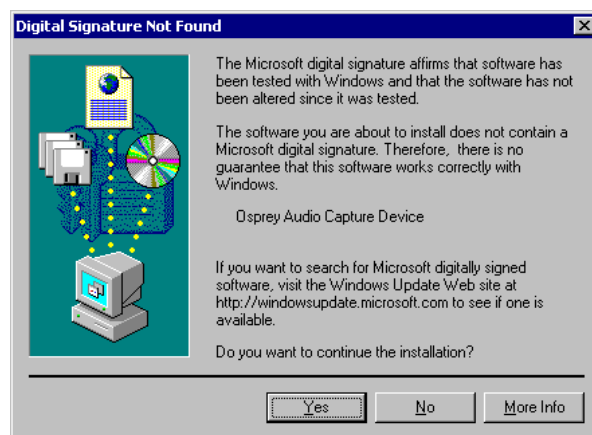 Digital Signature Not Fou
The Microsoft digital signature affirms that software has
been tested with Windows and that the software has not
been altered since it was tested.
The software you are about to install does not contain a
Microsoft digital signature. Therefore, there is no
guarantee that this software works correctly with
Windows.
Osprey Audio Capture Device
If you want to search for Microsoft digitally signed
software, visit the Windows Update Web site at
http://windowsupdate.microsoft.com to see if one is
available.
Do you want to continue the installation?
Yes
No
More Info